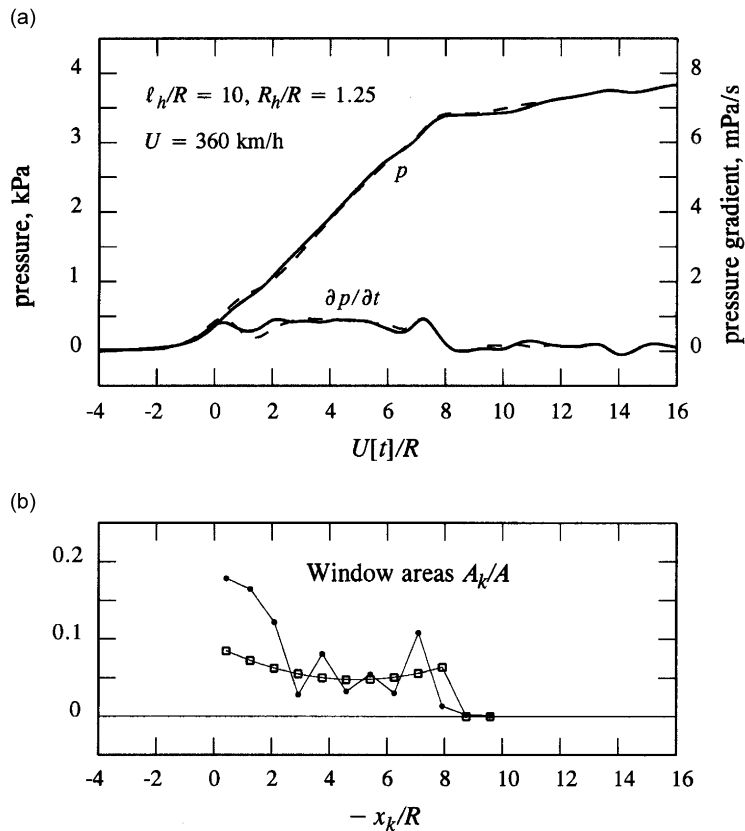 (a)
4
3
2
1
0
pressure, kPa
ℓh/R = 10, Rh/R = 1.25
U = 360 km/h
p
∂p/∂t
8
6
4
2
0
pressure gradient, mPa/s
-4 -2 0 2 4 6 8 10 12 14 16
U[t]/R
(b)
0.2
0.1
0
Window areas Ak/A
-4 -2 0 2 4 6 8 10 12 14 16
− xk/R